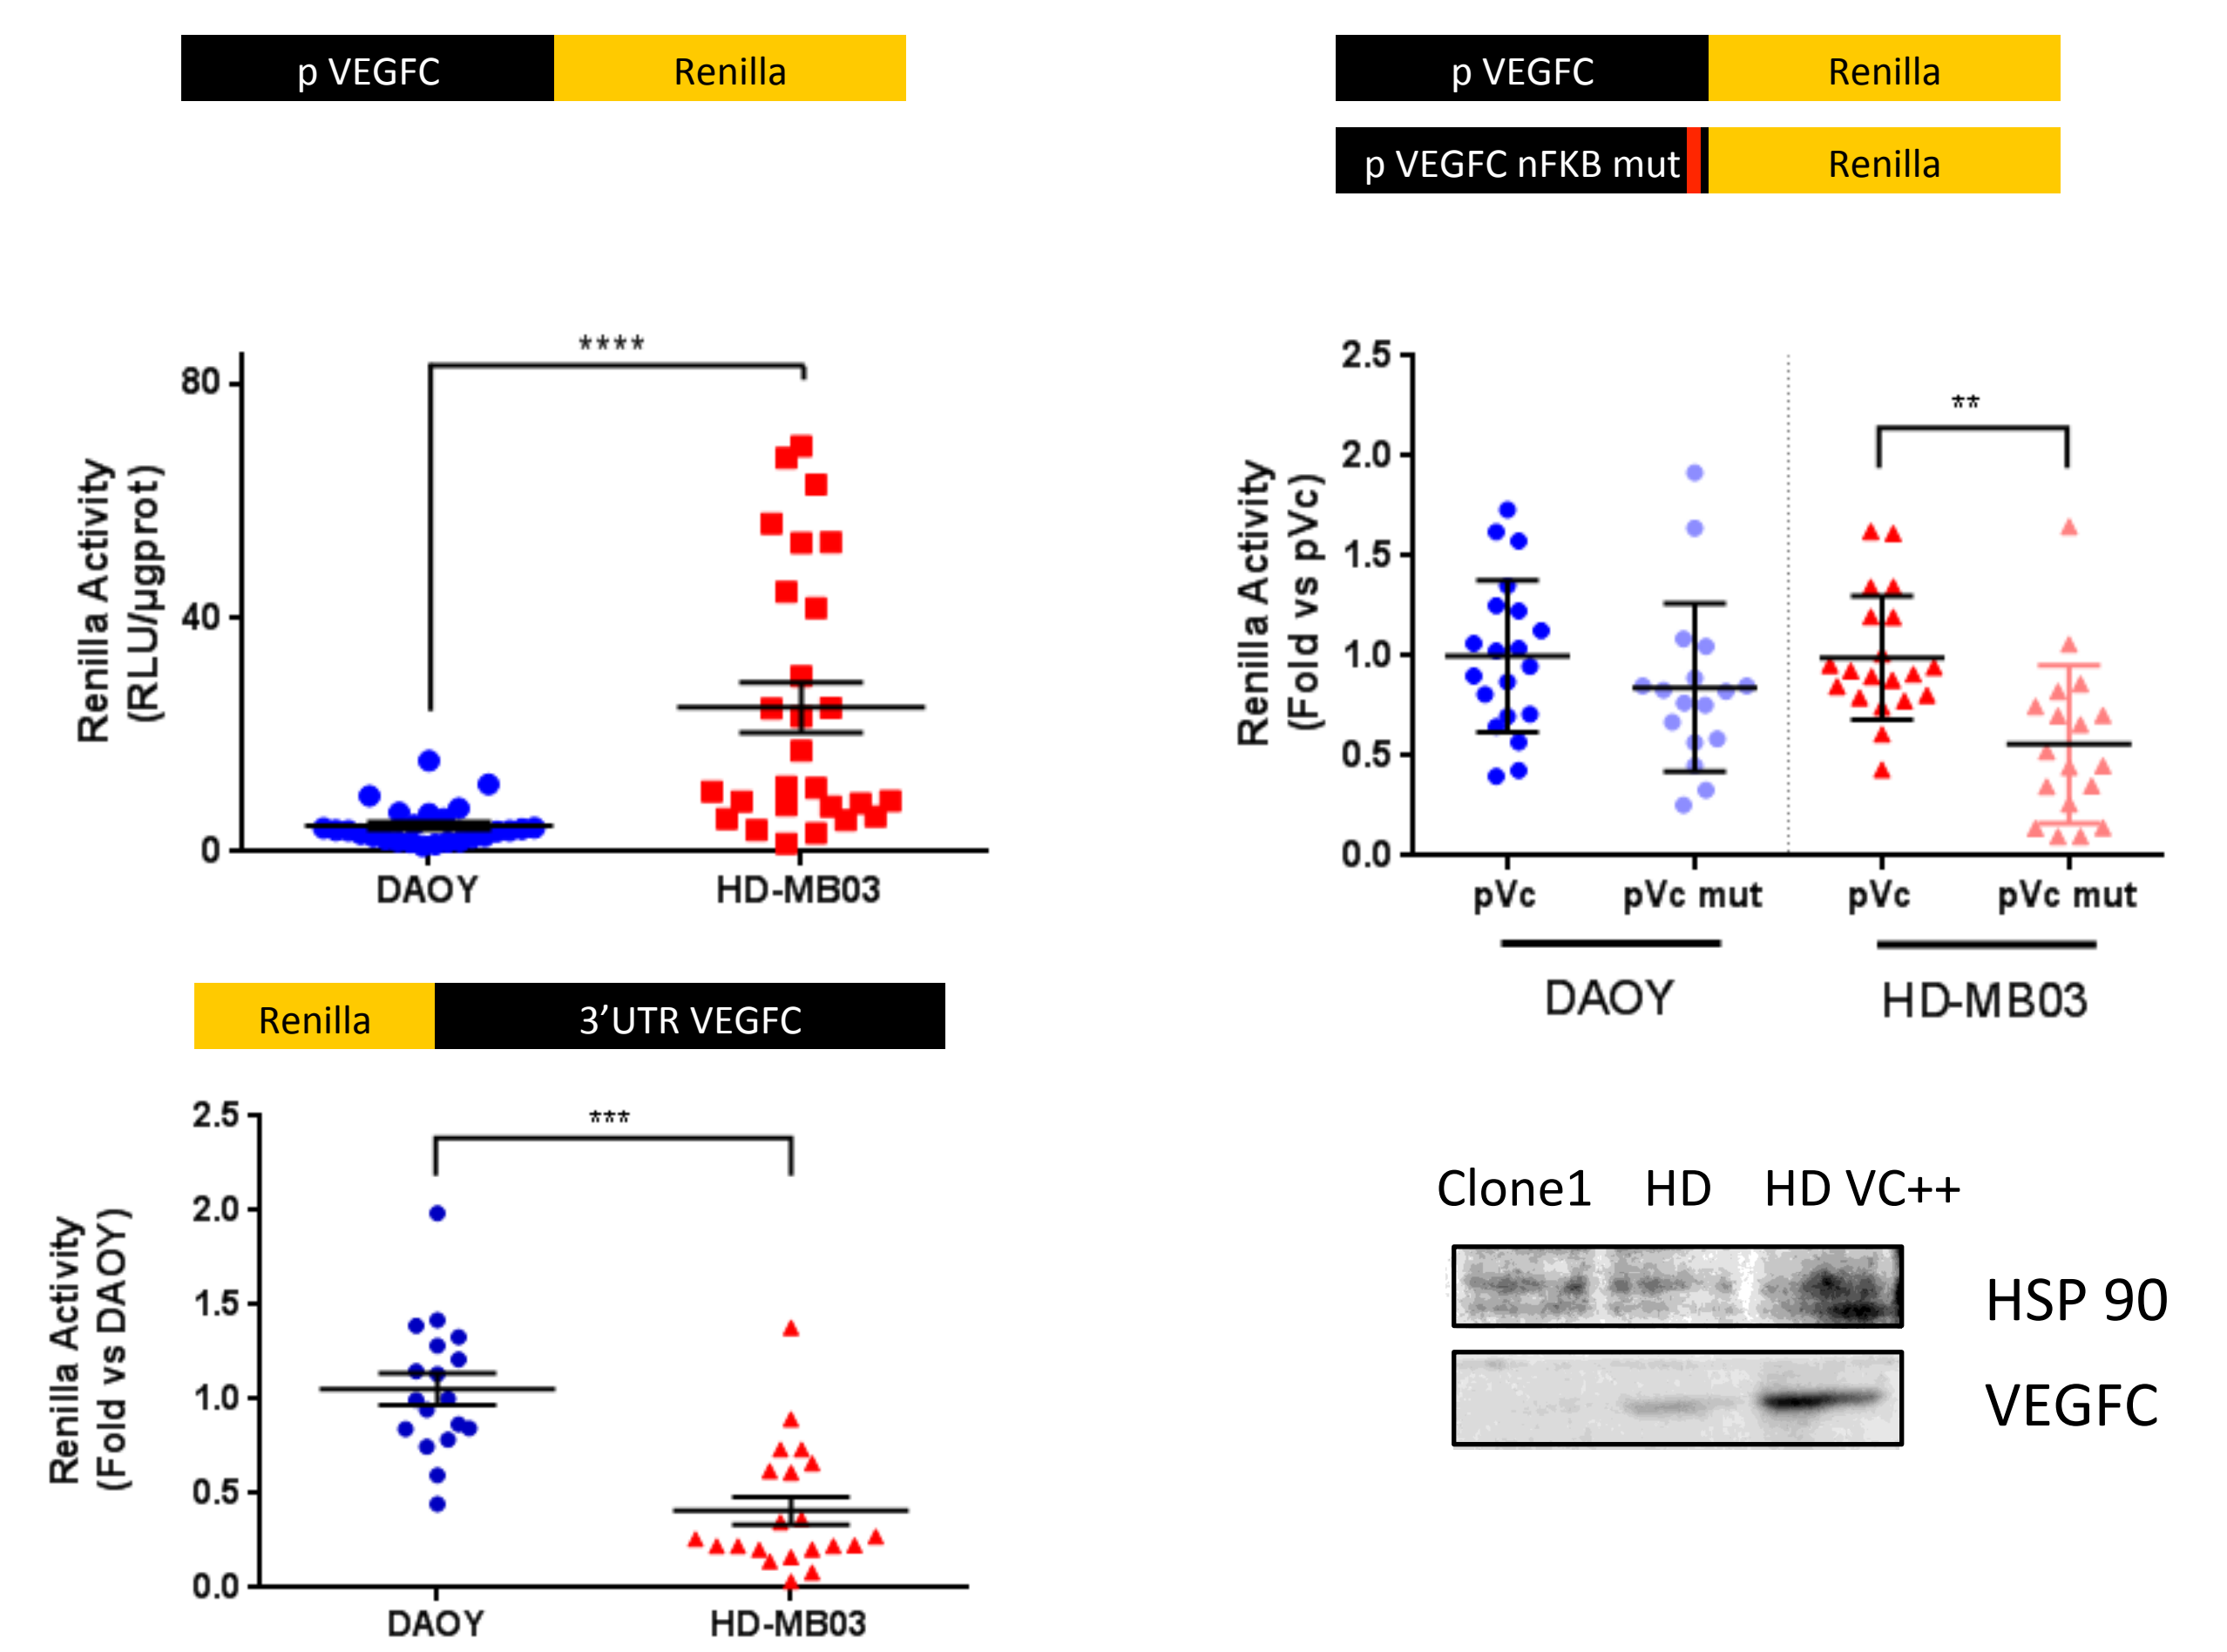 p VEGFC Renilla
****
80
40
0
Renilla Activity
(RLU/µgprot)
DAOY HD-MB03
p VEGFC Renilla
p VEGFC nFKB mut Renilla
2.5
2.0
1.5
1.0
0.5
0.0
Renilla Activity
(Fold vs pVc)
**
pVc pVc mut pVc pVc mut
DAOY HD-MB03
Renilla 3’UTR VEGFC
***
2.5
2.0
1.5
1.0
0.5
0.0
Renilla Activity
(Fold vs DAOY)
DAOY HD-MB03
Clone1 HD HD VC++
HSP 90
VEGFC